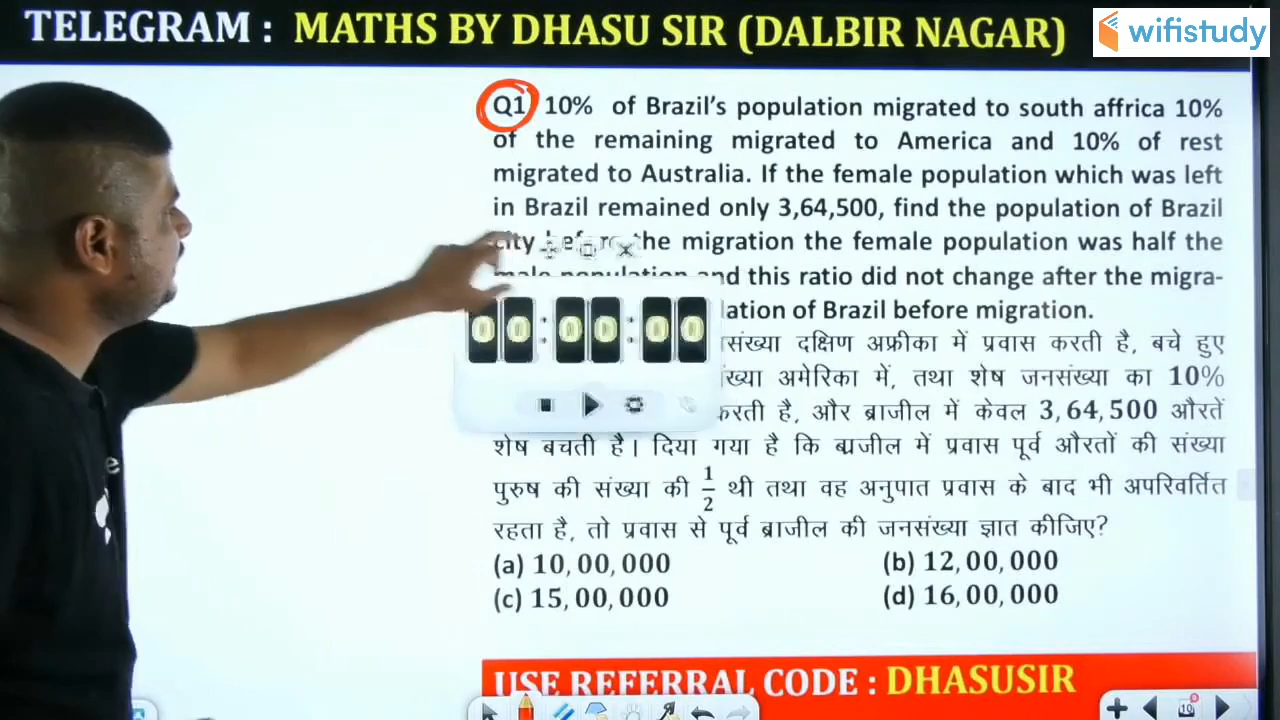 TELEGRAM : MATHS BY DHASU SIR (DALBIR NAGAR)
wifistudy
Q1 10% of Brazil's population migrated to south affrica 10%
of the remaining migrated to America and 10% of rest
migrated to Australia. If the female population which was left
in Brazil remained only 3,64,500, find the population of Brazil
city before the migration the female population was half the
male population and this ratio did not change after the migra-
lation of Brazil before migration.
संख्या दक्षिण अफ्रीका में प्रवास करती है, बचे हुए
ख्या अमेरिका में, तथा शेष जनसंख्या का 10%
करती है, और ब्राजील में केवल 3,64,500 औरतें
शेष बचती है। दिया गया है कि ब्राजील में प्रवास पूर्व औरतों की संख्या
पुरुष की संख्या की 1/2 थी तथा वह अनुपात प्रवास के बाद भी अपरिवर्तित
रहता है, तो प्रवास से पूर्व ब्राजील की जनसंख्या ज्ञात कीजिए?
(a) 10,00,000 (b) 12,00,000
(c) 15,00,000 (d) 16,00,000
USE REFERRAL CODE : DHASUSIR